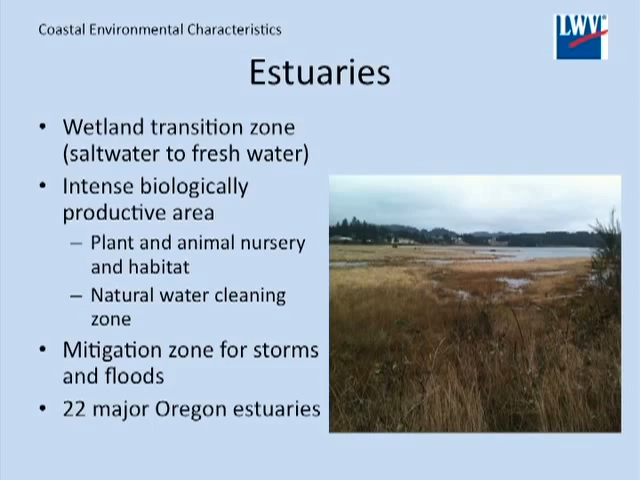 Coastal Environmental Characteristics
LWV
Estuaries
• Wetland transition zone
(saltwater to fresh water)
• Intense biologically
productive area
– Plant and animal nursery
and habitat
– Natural water cleaning
zone
• Mitigation zone for storms
and floods
• 22 major Oregon estuaries